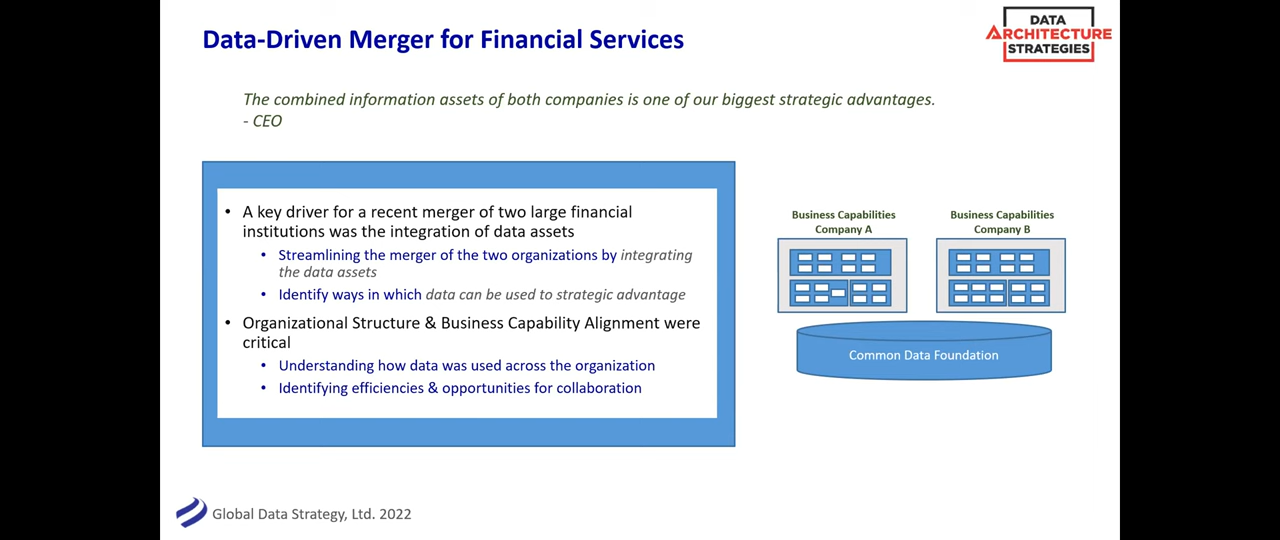 Data-Driven Merger for Financial Services
DATA
ARCHITECTURE
STRATEGIES
The combined information assets of both companies is one of our biggest strategic advantages.
- CEO
• A key driver for a recent merger of two large financial
institutions was the integration of data assets
• Streamlining the merger of the two organizations by integrating
the data assets
• Identify ways in which data can be used to strategic advantage
• Organizational Structure & Business Capability Alignment were
critical
• Understanding how data was used across the organization
• Identifying efficiencies & opportunities for collaboration
Business Capabilities
Company A
Business Capabilities
Company B
Common Data Foundation
Global Data Strategy, Ltd. 2022